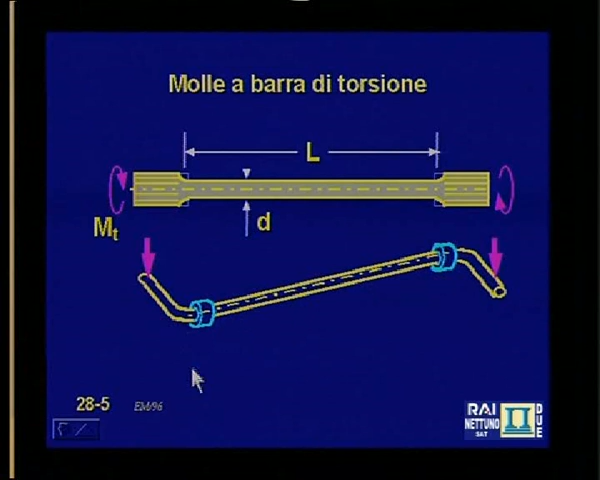 Molle a barra di torsione
L
d
Mt
28-5
EM/96
RAI
NETTUNO
SAT
DUE